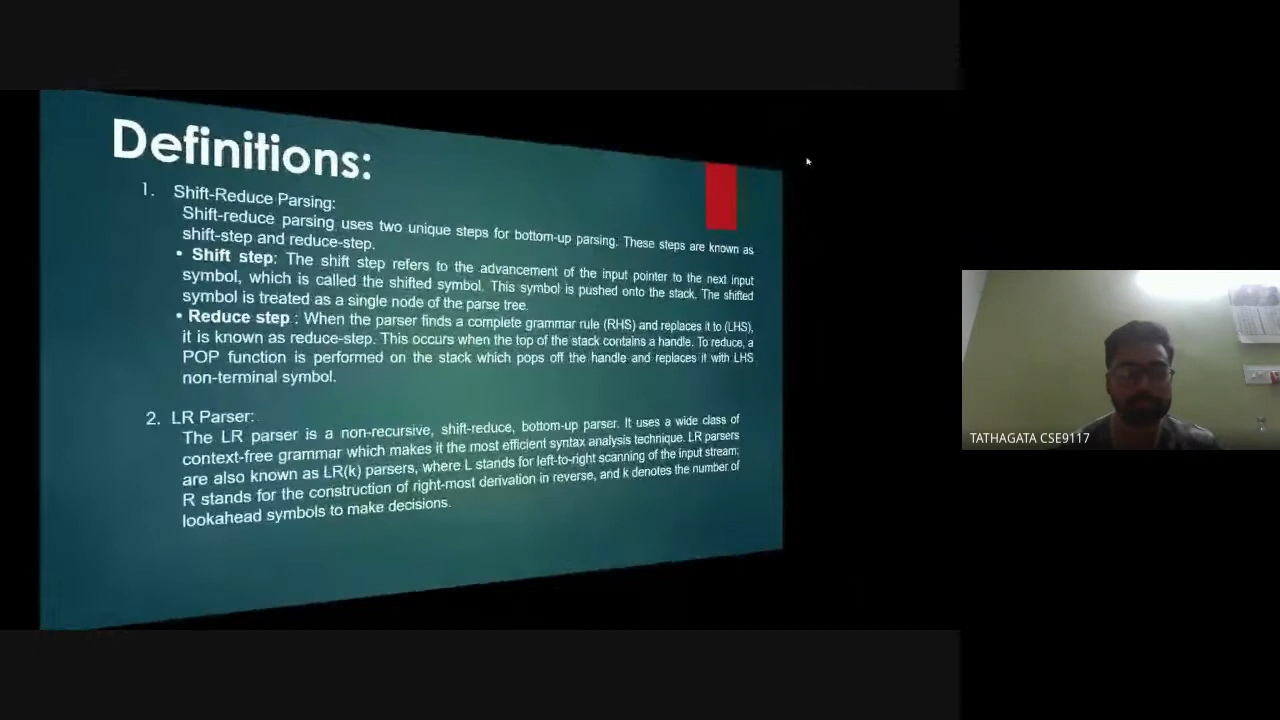 Definitions:
1. Shift-Reduce Parsing:
Shift-reduce parsing uses two unique steps for bottom-up parsing. These steps are known as
shift-step and reduce-step.
• Shift step: The shift step refers to the advancement of the input pointer to the next input
symbol, which is called the shifted symbol. This symbol is pushed onto the stack. The shifted
symbol is treated as a single node of the parse tree.
• Reduce step : When the parser finds a complete grammar rule (RHS) and replaces it to (LHS),
it is known as reduce-step. This occurs when the top of the stack contains a handle. To reduce, a
POP function is performed on the stack which pops off the handle and replaces it with LHS
non-terminal symbol.
2. LR Parser:
The LR parser is a non-recursive, shift-reduce, bottom-up parser. It uses a wide class of
context-free grammar which makes it the most efficient syntax analysis technique. LR parsers
are also known as LR(k) parsers, where L stands for left-to-right scanning of the input stream;
R stands for the construction of right-most derivation in reverse, and k denotes the number of
lookahead symbols to make decisions.
TATHAGATA CSE9117